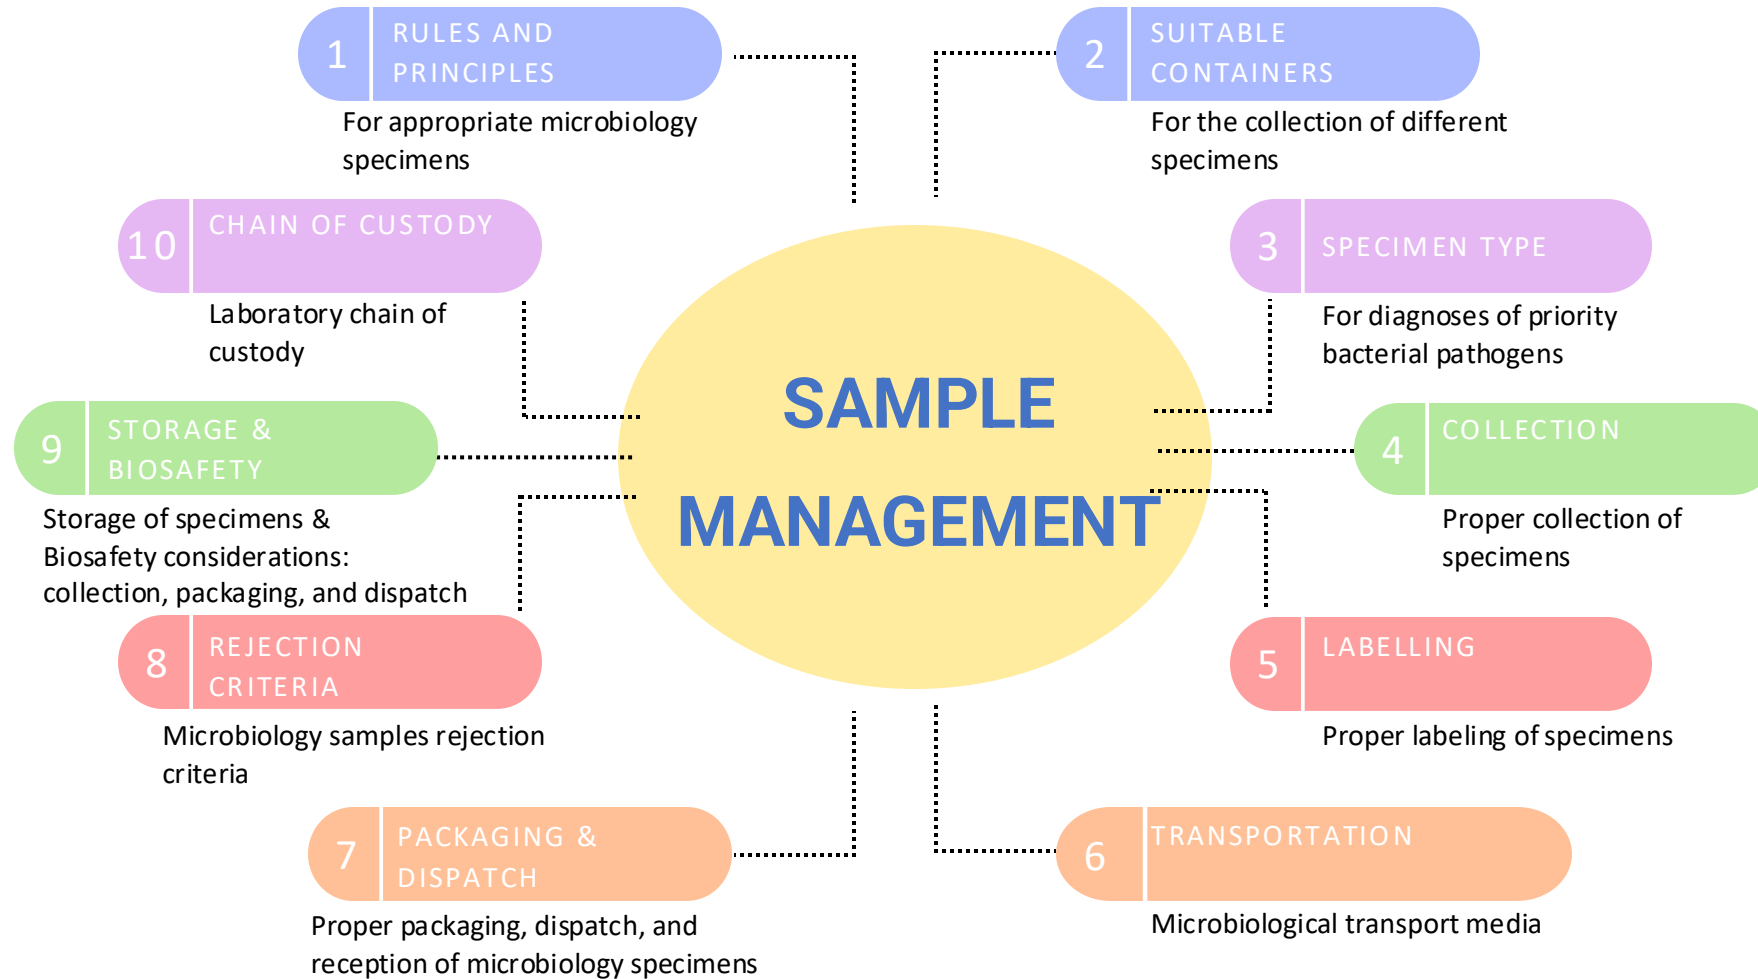 1
RULES AND
PRINCIPLES
For appropriate microbiology
specimens
2
SUITABLE
CONTAINERS
For the collection of different
specimens
10
CHAIN OF CUSTODY
Laboratory chain of
custody
3
SPECIMEN TYPE
For diagnoses of priority
bacterial pathogens
SAMPLE
MANAGEMENT
9
STORAGE &
BIOSAFETY
Storage of specimens &
Biosafety considerations:
collection, packaging, and dispatch
4
COLLECTION
Proper collection of
specimens
8
REJECTION
CRITERIA
Microbiology samples rejection
criteria
5
LABELLING
Proper labeling of specimens
7
PACKAGING &
DISPATCH
Proper packaging, dispatch, and
reception of microbiology specimens
6
TRANSPORTATION
Microbiological transport media